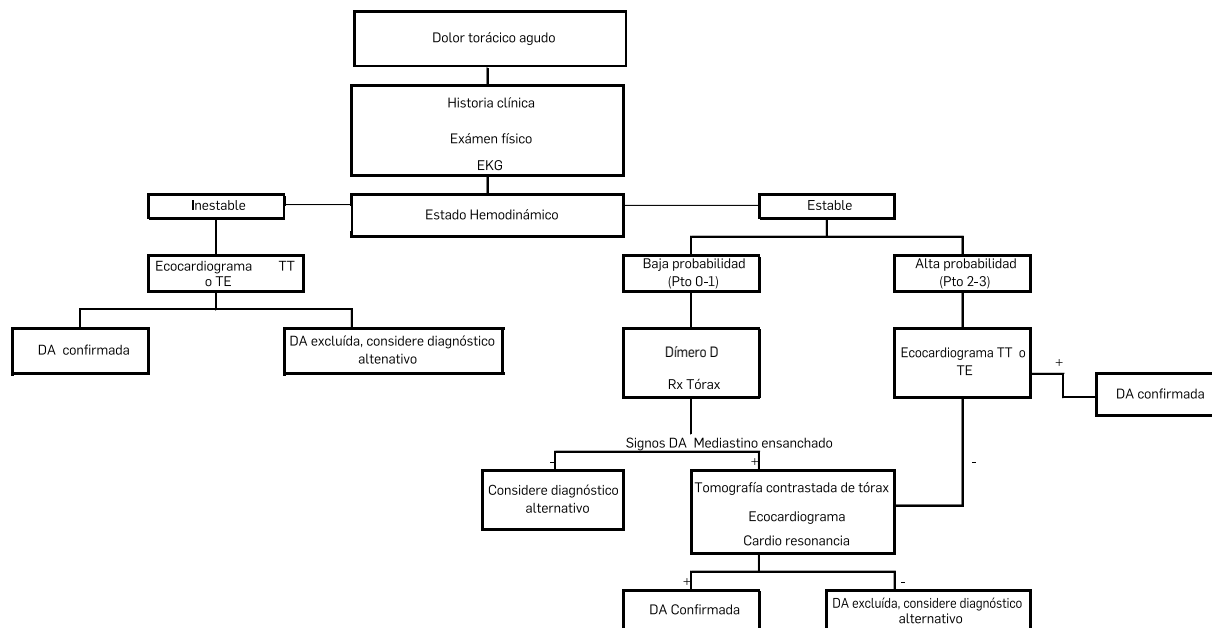 Dolor torácico agudo
Historia clínica
Exámen físico
EKG
Inestable
Estado Hemodinámico
Estable
Ecocardiograma TT
o TE
Baja probabilidad
(Pto 0-1)
Alta probabilidad
(Pto 2-3)
DA confirmada
DA excluída, considere diagnóstico
altenativo
Dímero D
Rx Tórax
Ecocardiograma TT o
TE
+
DA confirmada
Signos DA Mediastino ensanchado
-
+
-
Considere diagnóstico
alternativo
Tomografía contrastada de tórax
Ecocardiograma
Cardio resonancia
+
-
DA Confirmada
DA excluída, considere diagnóstico
alternativo